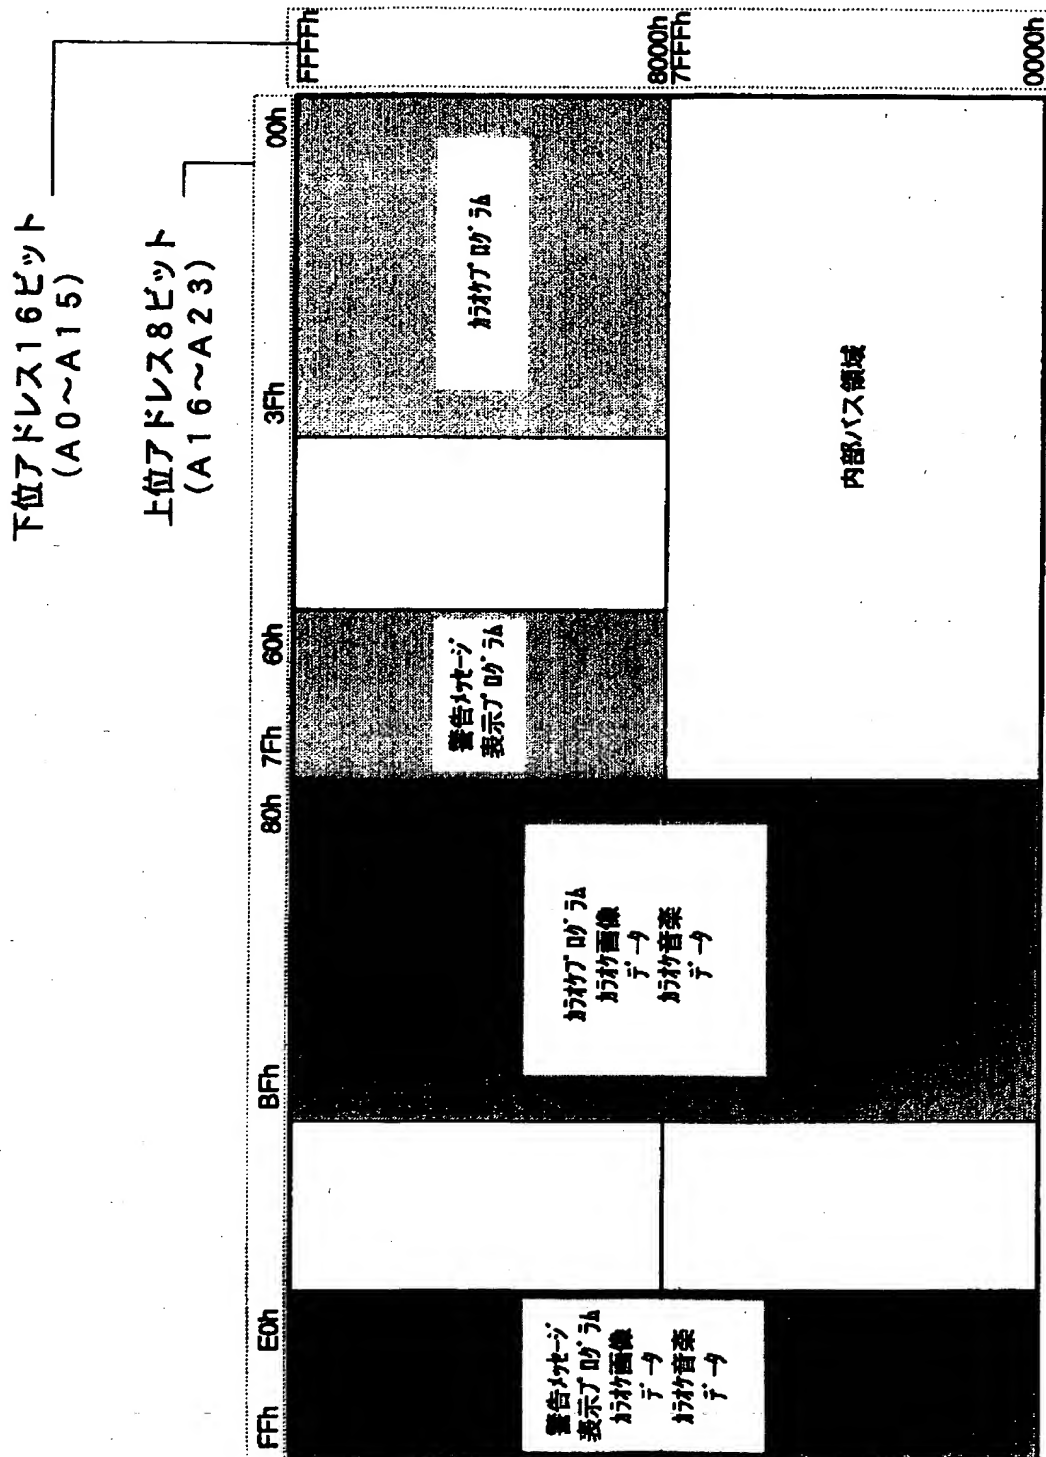 下位アドレス１６ビット
（Ａ０～Ａ１５）
上位アドレス８ビット
（Ａ１６～Ａ２３）
FFh E0h BFh 80h 7Fh 60h 3Fh 00h
FFFFh
警告ﾒｯｾｰｼﾞ
表示ﾌﾟﾛｸﾞﾗﾑ
ｶﾗｵｹ画像
ﾃﾞｰﾀ
ｶﾗｵｹ音楽
ﾃﾞｰﾀ
ｶﾗｵｹﾌﾟﾛｸﾞﾗﾑ
ｶﾗｵｹ画像
ﾃﾞｰﾀ
ｶﾗｵｹ音楽
ﾃﾞｰﾀ
警告ﾒｯｾｰｼﾞ
表示ﾌﾟﾛｸﾞﾗﾑ
ｶﾗｵｹﾌﾟﾛｸﾞﾗﾑ
8000h
7FFFh
内部バス領域
0000h